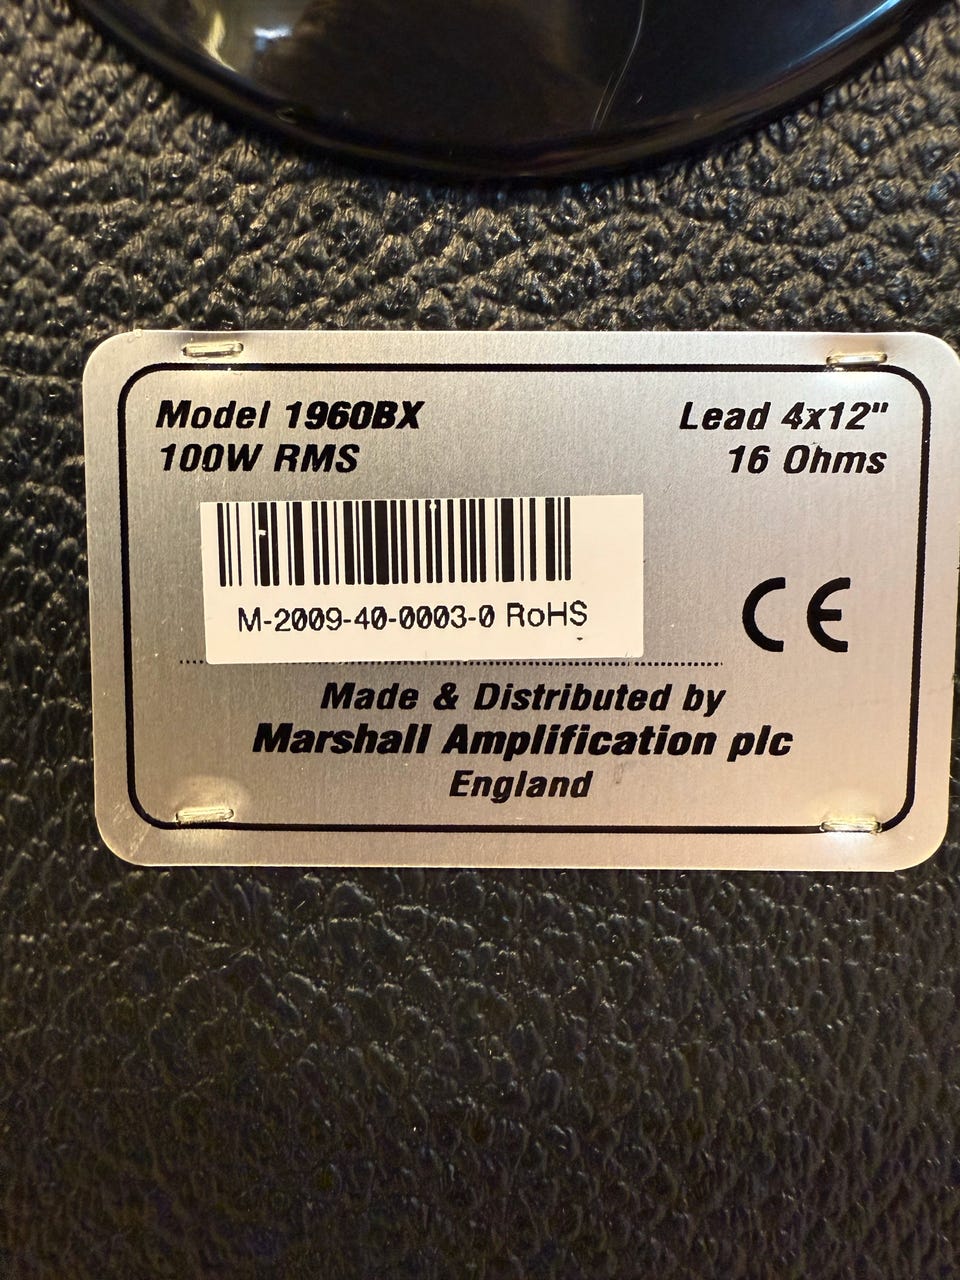 Model 1960BX
100W RMS
Lead 4x12"
16 Ohms
M-2009-40-0003-0 RoHS
CE
Made & Distributed by
Marshall Amplification plc
England